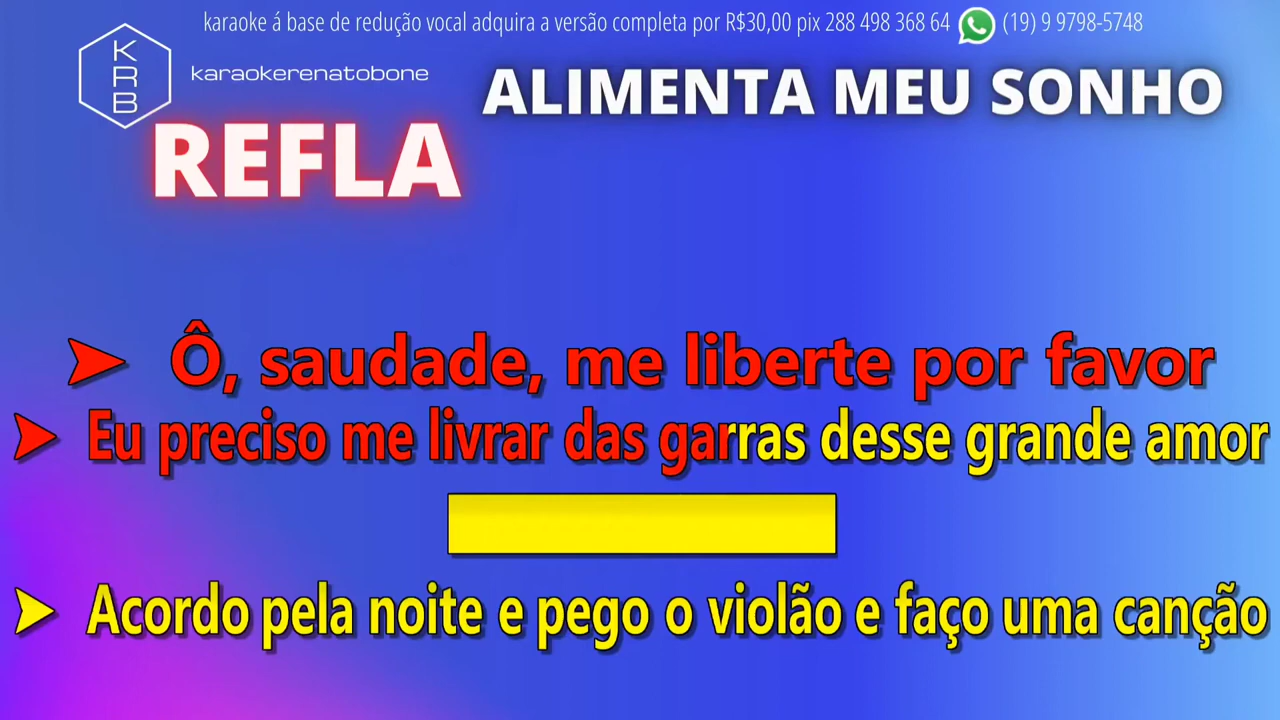 karaoke á base de redução vocal adquira a versão completa por R$30,00 pix 288 498 368 64 (19) 9 9798-5748
KRB
karaokerenatobone
ALIMENTA MEU SONHO
REFLA
➤ Ô, saudade, me liberte por favor
➤ Eu preciso me livrar das garras desse grande amor
➤ Acordo pela noite e pego o violão e faço uma canção